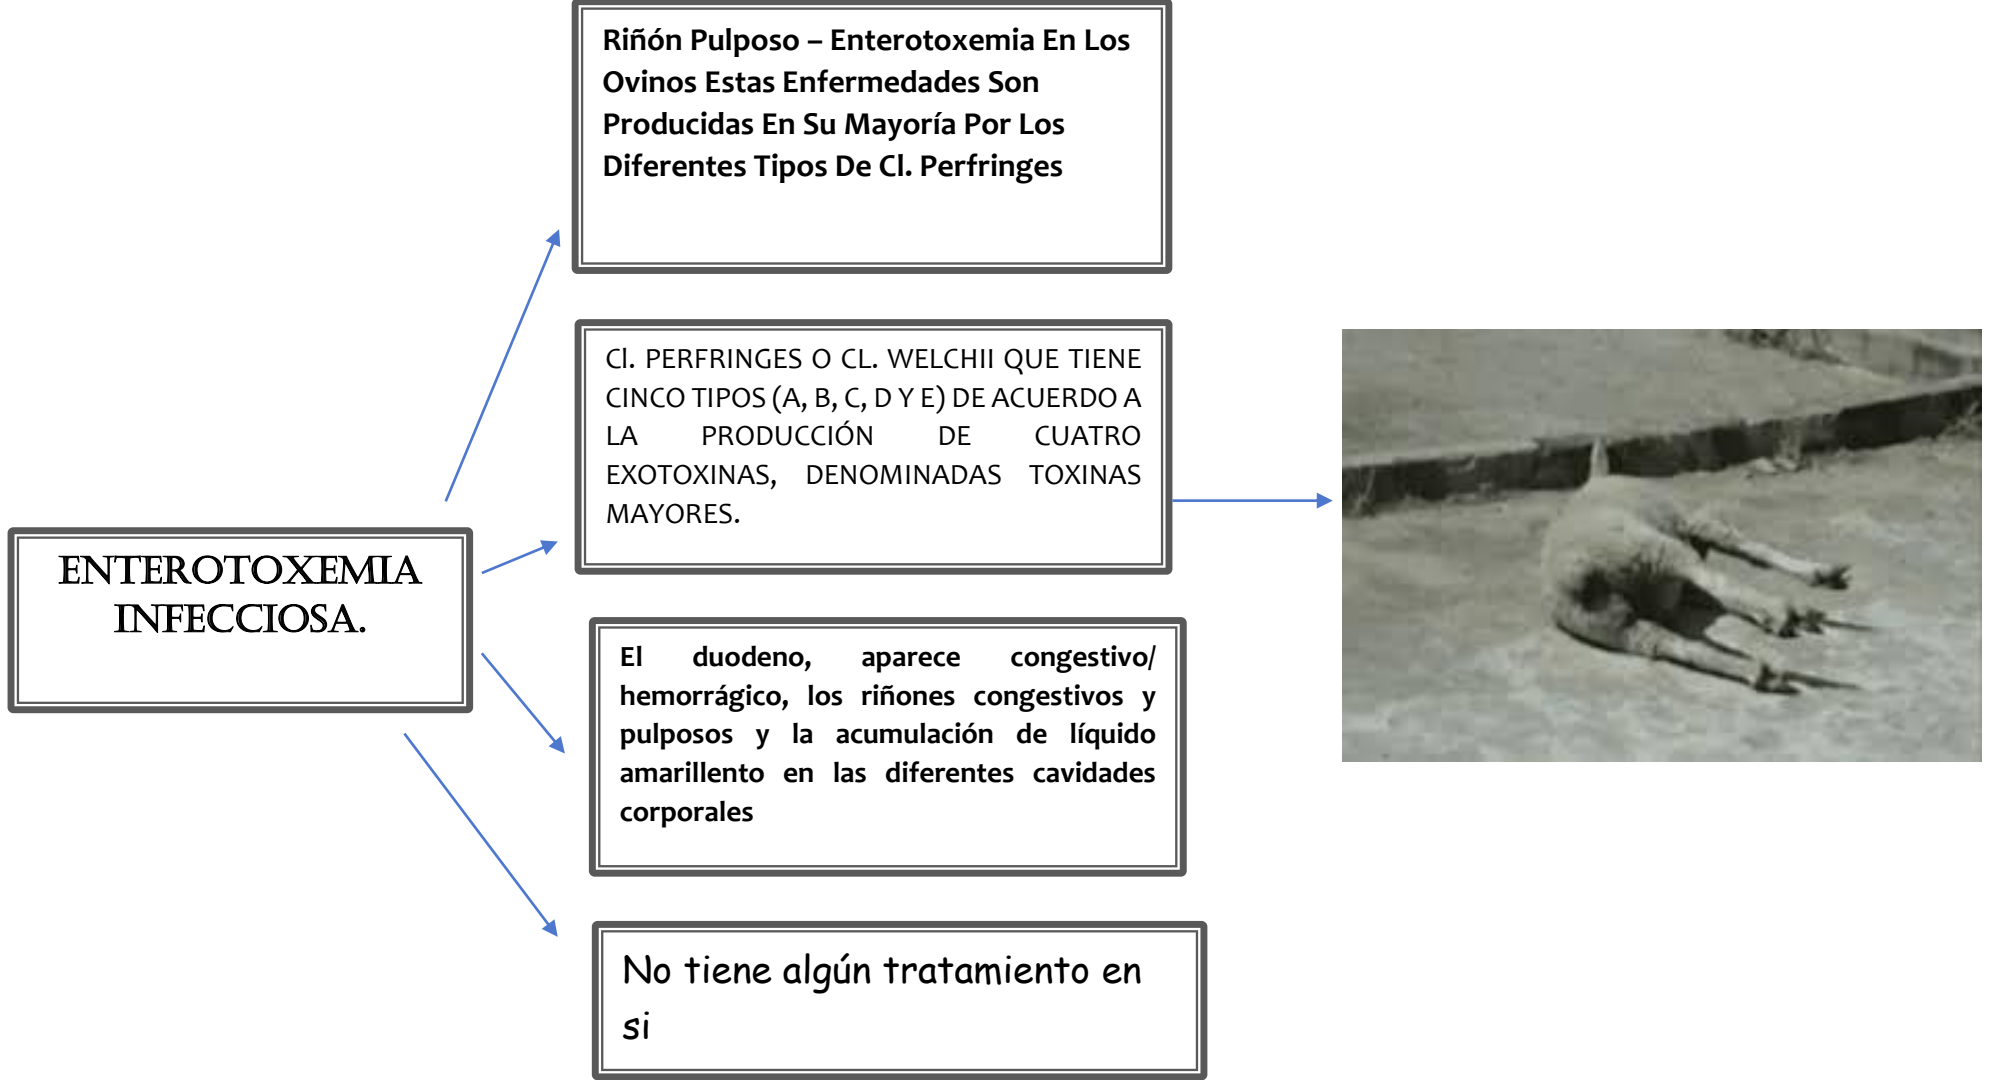 Riñón Pulposo – Enterotoxemia En Los
Ovinos Estas Enfermedades Son
Producidas En Su Mayoría Por Los
Diferentes Tipos De Cl. Perfringes
Cl. PERFRINGES O CL. WELCHII QUE TIENE
CINCO TIPOS (A, B, C, D Y E) DE ACUERDO A
LA PRODUCCIÓN DE CUATRO
EXOTOXINAS, DENOMINADAS TOXINAS
MAYORES.
ENTEROTOXEMIA
INFECCIOSA.
El duodeno, aparece congestivo/
hemorrágico, los riñones congestivos y
pulposos y la acumulación de líquido
amarillento en las diferentes cavidades
corporales
No tiene algún tratamiento en
si